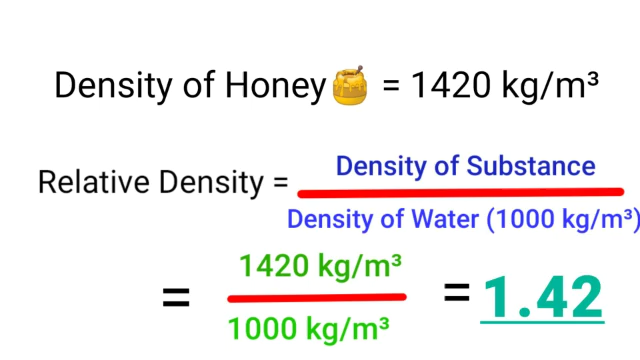 Density of Honey🍯 = 1420 kg/m³
Density of Substance
Relative Density =
Density of Water (1000 kg/m³)
1420 kg/m³
= = 1.42
1000 kg/m³